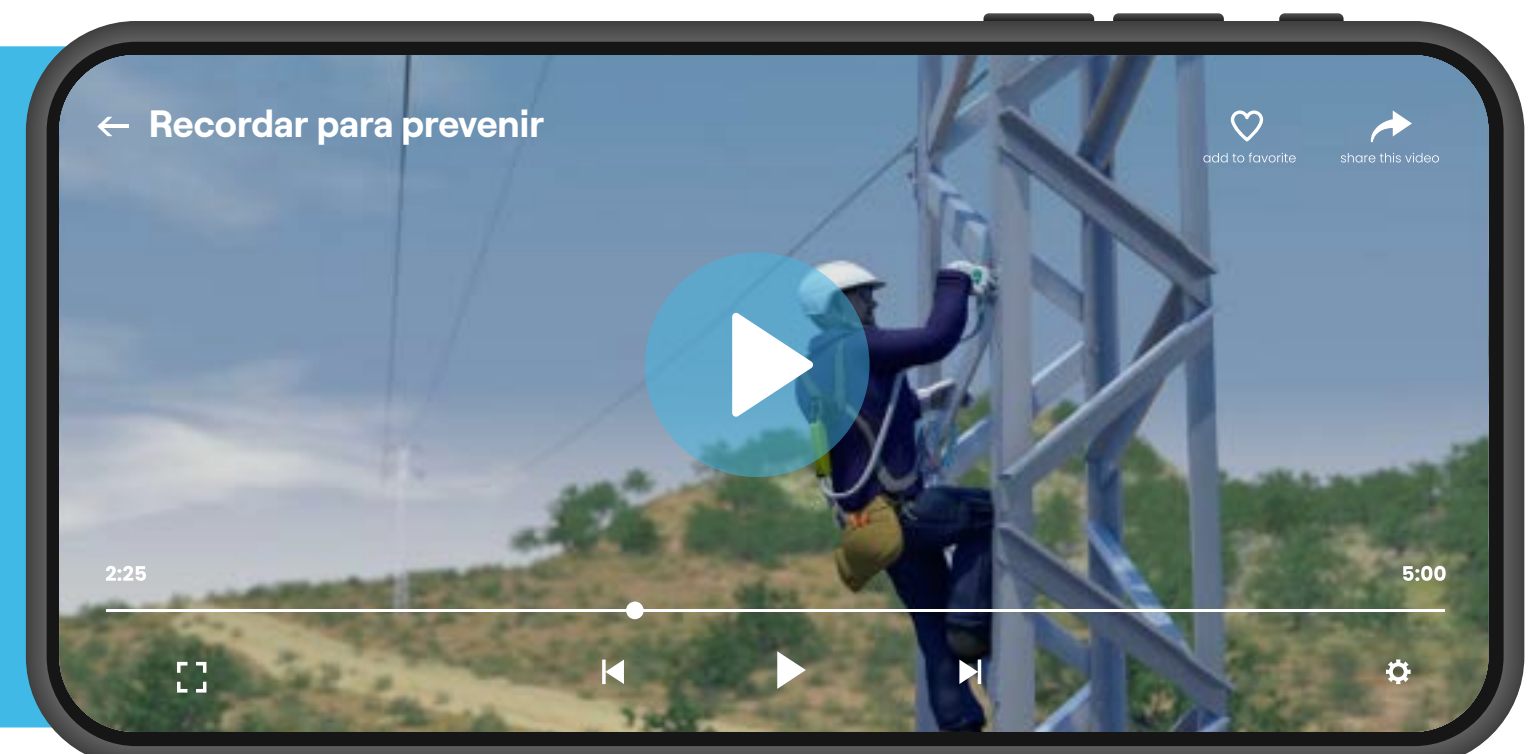 Recordar para prevenir
add to favorite
share this video
2:25
5:00